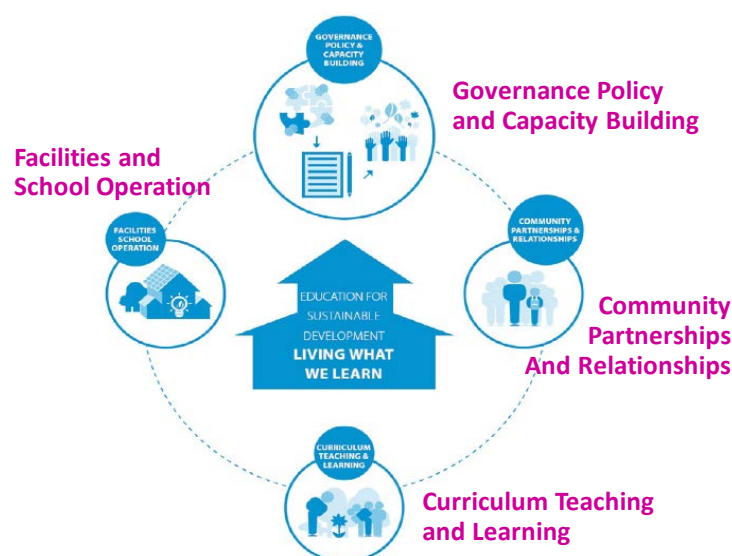 GOVERNANCE
POLICY &
CAPACITY
BUILDING
Governance Policy
and Capacity Building
Facilities and
School Operation
FACILITIES
SCHOOL
OPERATION
COMMUNITY
PARTNERSHIPS &
RELATIONSHIPS
EDUCATION FOR
SUSTAINABLE
DEVELOPMENT
LIVING WHAT
WE LEARN
Community
Partnerships
And Relationships
CURRICULUM
TEACHING &
LEARNING
Curriculum Teaching
and Learning